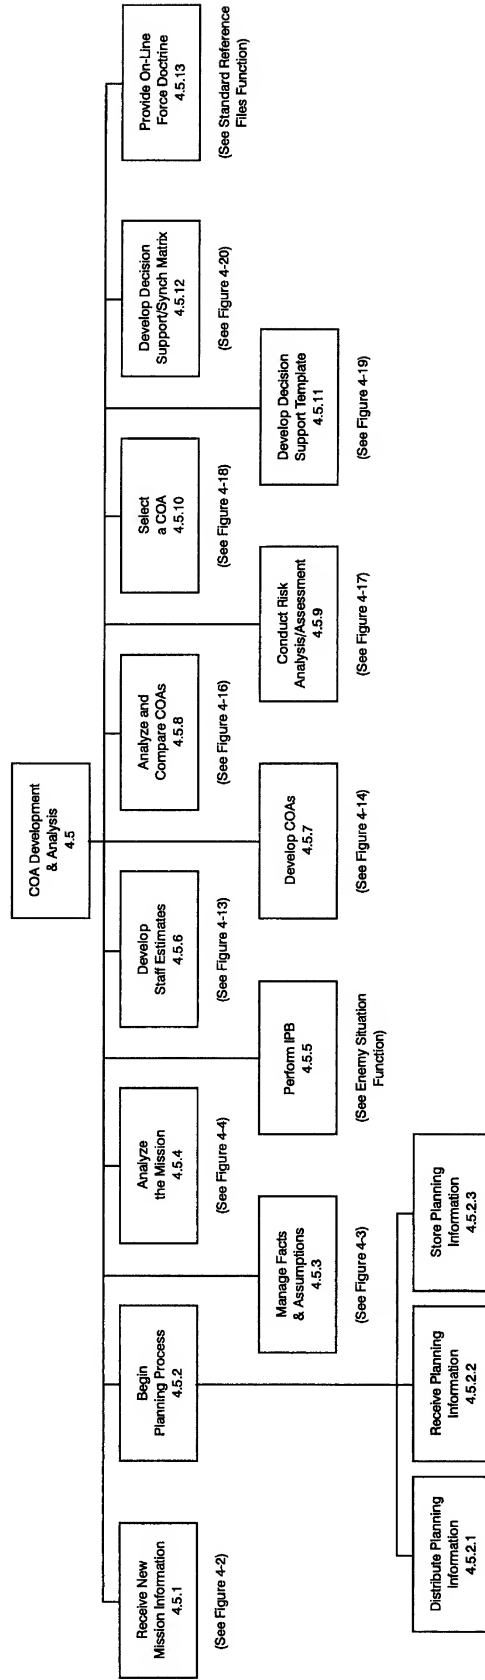 COA Development
& Analysis
4.5
Receive New
Mission Information
4.5.1
(See Figure 4-2)
Begin
Planning Process
4.5.2
Analyze
the Mission
4.5.4
(See Figure 4-4)
Develop
Staff Estimates
4.5.6
(See Figure 4-13)
Analyze and
Compare COAs
4.5.8
(See Figure 4-16)
Select
a COA
4.5.10
(See Figure 4-18)
Develop Decision
Support/Synch Matrix
4.5.12
(See Figure 4-20)
Provide On-Line
Force Doctrine
4.5.13
(See Standard Reference
Files Function)
Manage Facts
& Assumptions
4.5.3
(See Figure 4-3)
Perform IPB
4.5.5
(See Enemy Situation
Function)
Develop COAs
4.5.7
(See Figure 4-14)
Conduct Risk
Analysis/Assessment
4.5.9
(See Figure 4-17)
Develop Decision
Support Template
4.5.11
(See Figure 4-19)
Distribute Planning
Information
4.5.2.1
Receive Planning
Information
4.5.2.2
Store Planning
Information
4.5.2.3